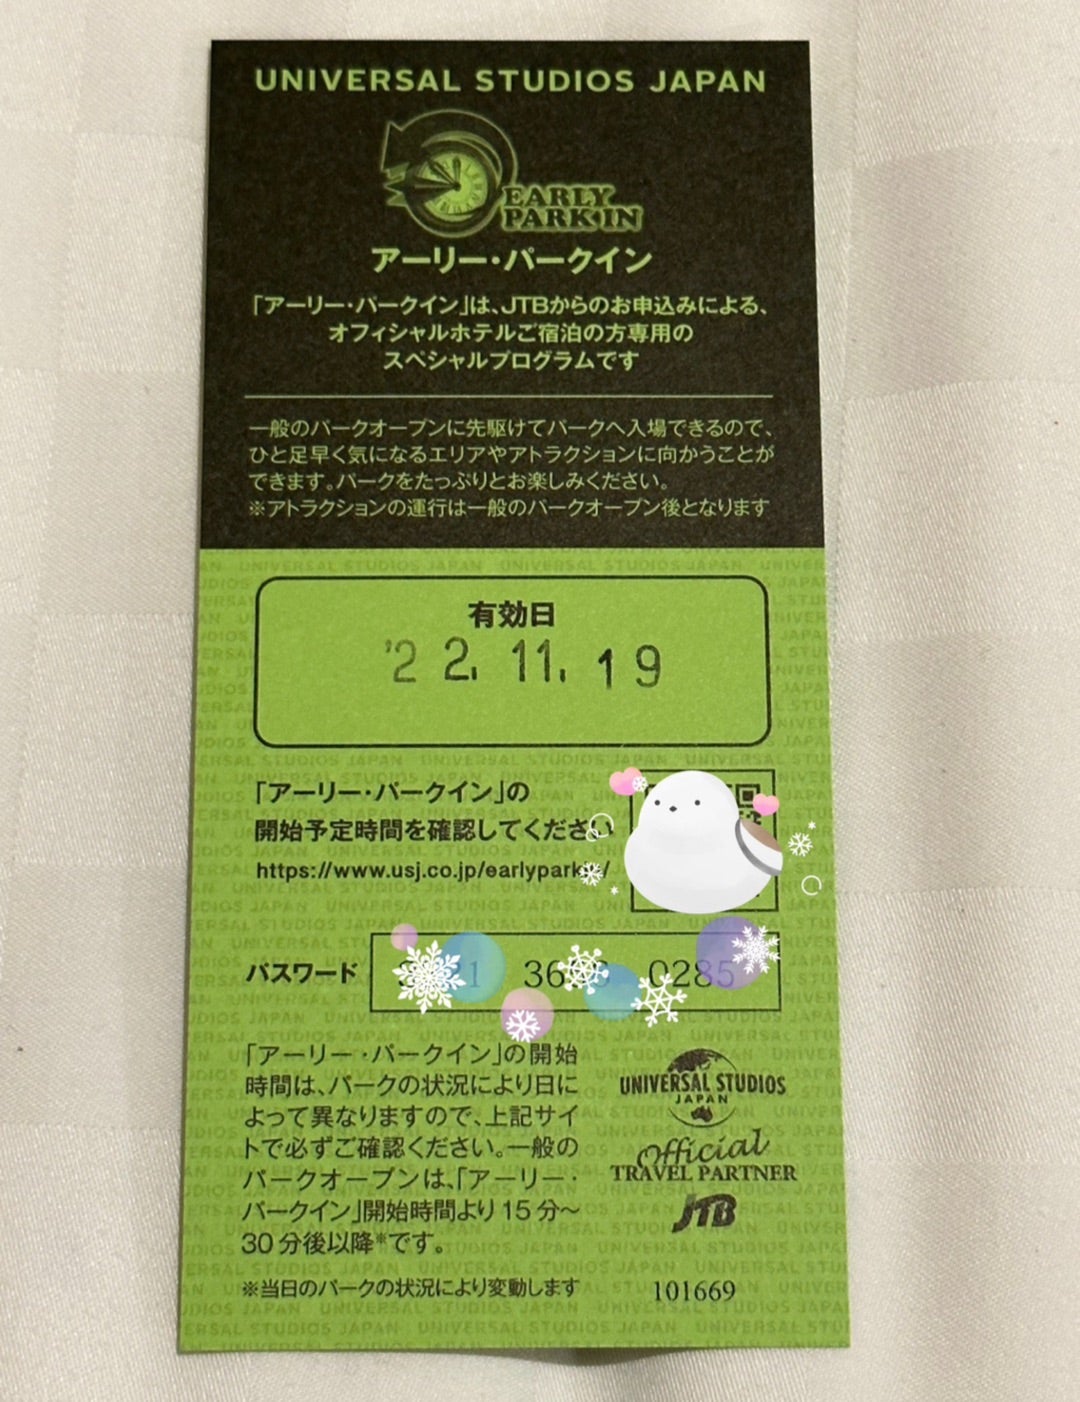 UNIVERSAL STUDIOS JAPAN
EARLY
PARK IN
アーリー・パークイン
「アーリー・パークイン」は、JTBからのお申込みによる、
オフィシャルホテルご宿泊の方専用の
スペシャルプログラムです
一般のパークオープンに先駆けてパークへ入場できるので、
ひと足早く気になるエリアやアトラクションに向かうことが
できます。パークをたっぷりとお楽しみください。
※アトラクションの運行は一般のパークオープン後となります
有効日
'22.11.19
「アーリー・パークイン」の
開始予定時間を確認してください
https://www.usj.co.jp/earlypark
パスワード
0285
「アーリー・パークイン」の開始
時間は、パークの状況により日に
よって異なりますので、上記サイ
トで必ずご確認ください。一般の
パークオープンは、「アーリー・
パークイン」開始時間より15分〜
30分後以降※です。
※当日のパークの状況により変動します
UNIVERSAL STUDIOS
JAPAN
Official
TRAVEL PARTNER
JTB
101669